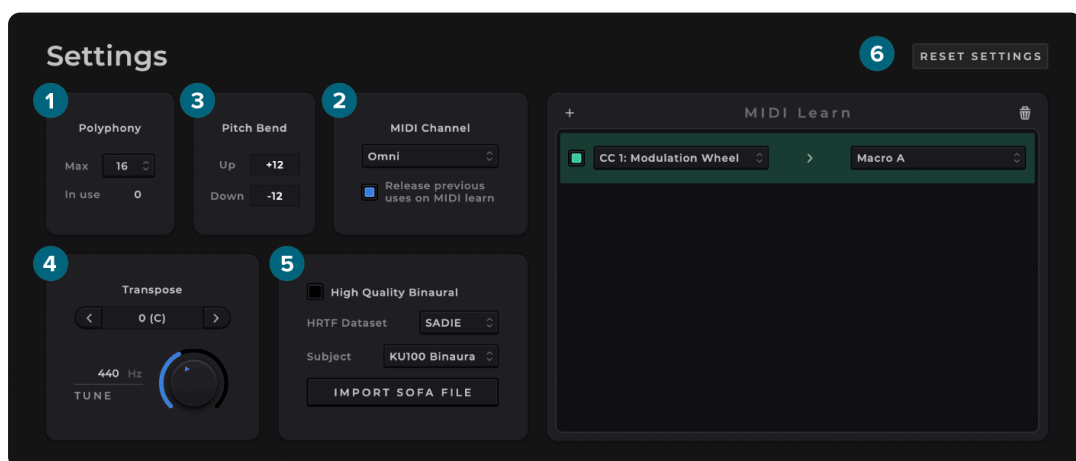 Settings
6
RESET SETTINGS
1
Polyphony
Max 16
In use 0
3
Pitch Bend
Up +12
Down -12
2
MIDI Channel
Omni
Release previous
uses on MIDI learn
+ MIDI Learn
CC 1: Modulation Wheel > Macro A
4
Transpose
< 0 (C) >
440 Hz
TUNE
5
High Quality Binaural
HRTF Dataset SADIE
Subject KU100 Binaura
IMPORT SOFA FILE